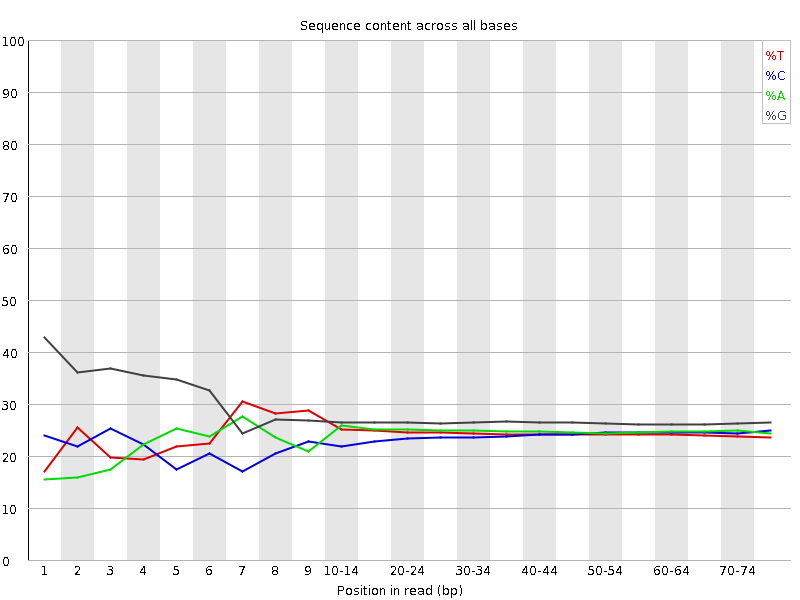 Sequence content across all bases
100
90
80
70
60
50
40
30
20
10
0
%T
%C
%A
%G
1 2 3 4 5 6 7 8 9 10-14 20-24 30-34 40-44 50-54 60-64 70-74
Position in read (bp)